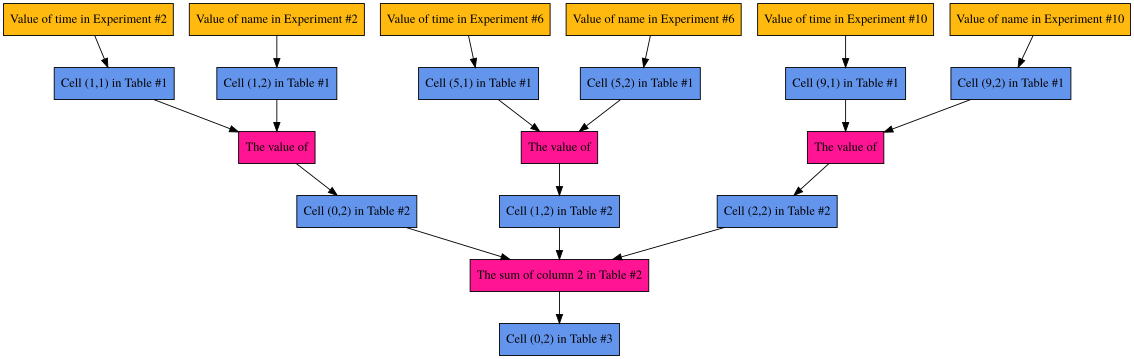 Value of time in Experiment #2
Value of name in Experiment #2
Value of time in Experiment #6
Value of name in Experiment #6
Value of time in Experiment #10
Value of name in Experiment #10
Cell (1,1) in Table #1
Cell (1,2) in Table #1
Cell (5,1) in Table #1
Cell (5,2) in Table #1
Cell (9,1) in Table #1
Cell (9,2) in Table #1
The value of
The value of
The value of
Cell (0,2) in Table #2
Cell (1,2) in Table #2
Cell (2,2) in Table #2
The sum of column 2 in Table #2
Cell (0,2) in Table #3